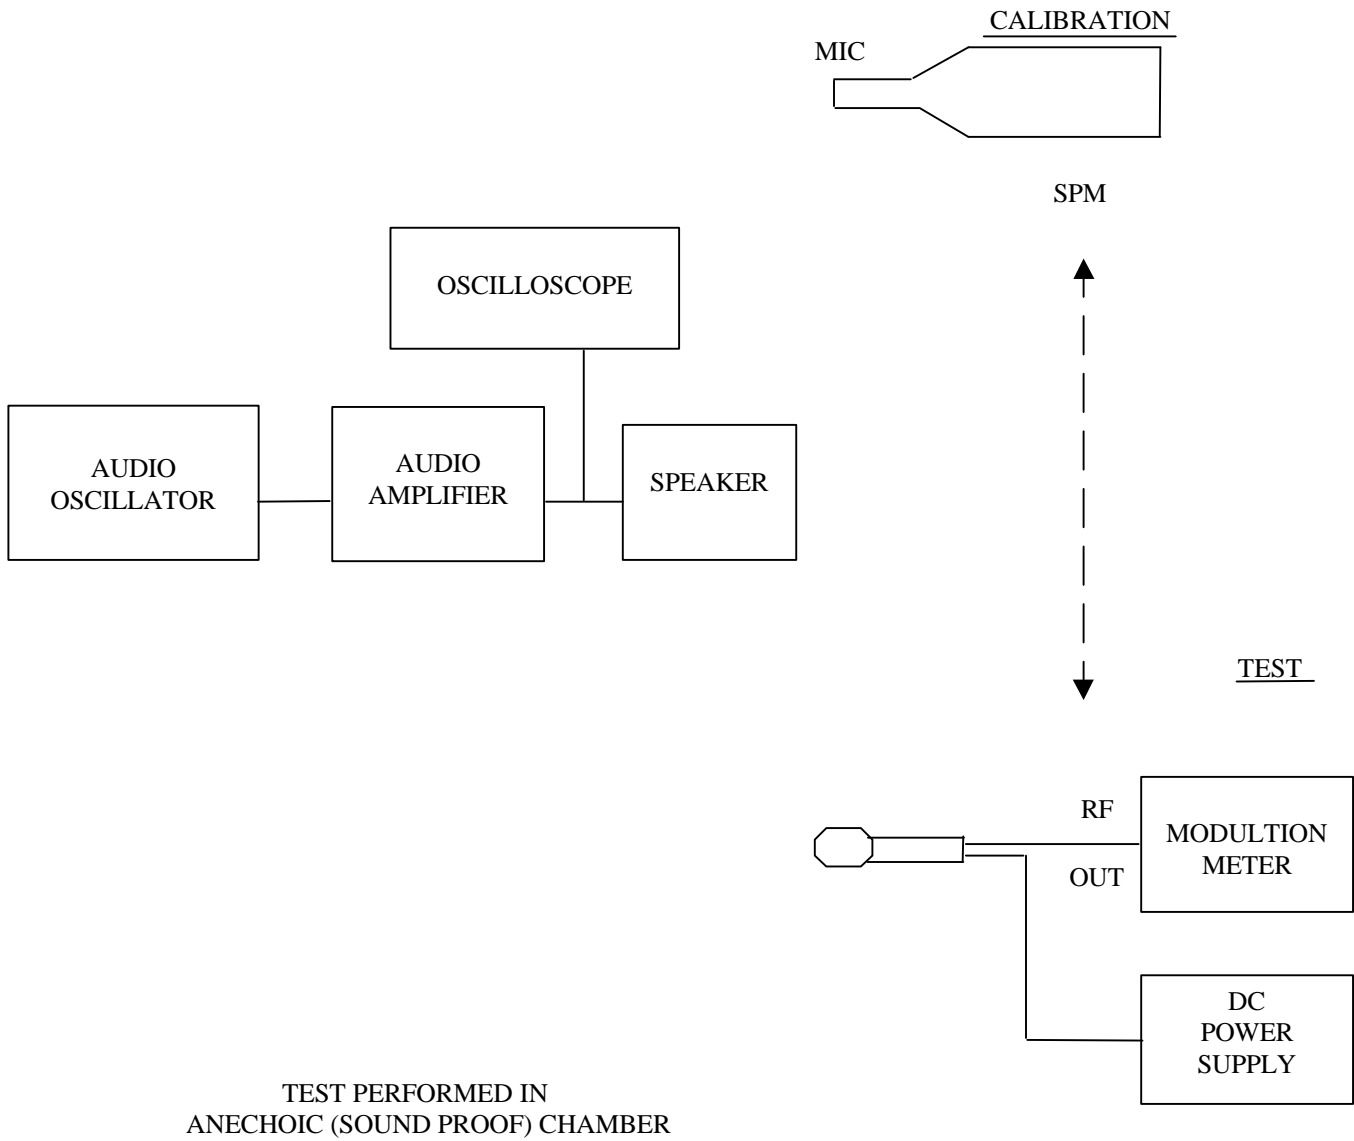 CALIBRATION
MIC
SPM
OSCILLOSCOPE
AUDIO
OSCILLATOR
AUDIO
AMPLIFIER
SPEAKER
TEST
RF
OUT
MODULTION
METER
DC
POWER
SUPPLY
TEST PERFORMED IN
ANECHOIC (SOUND PROOF) CHAMBER